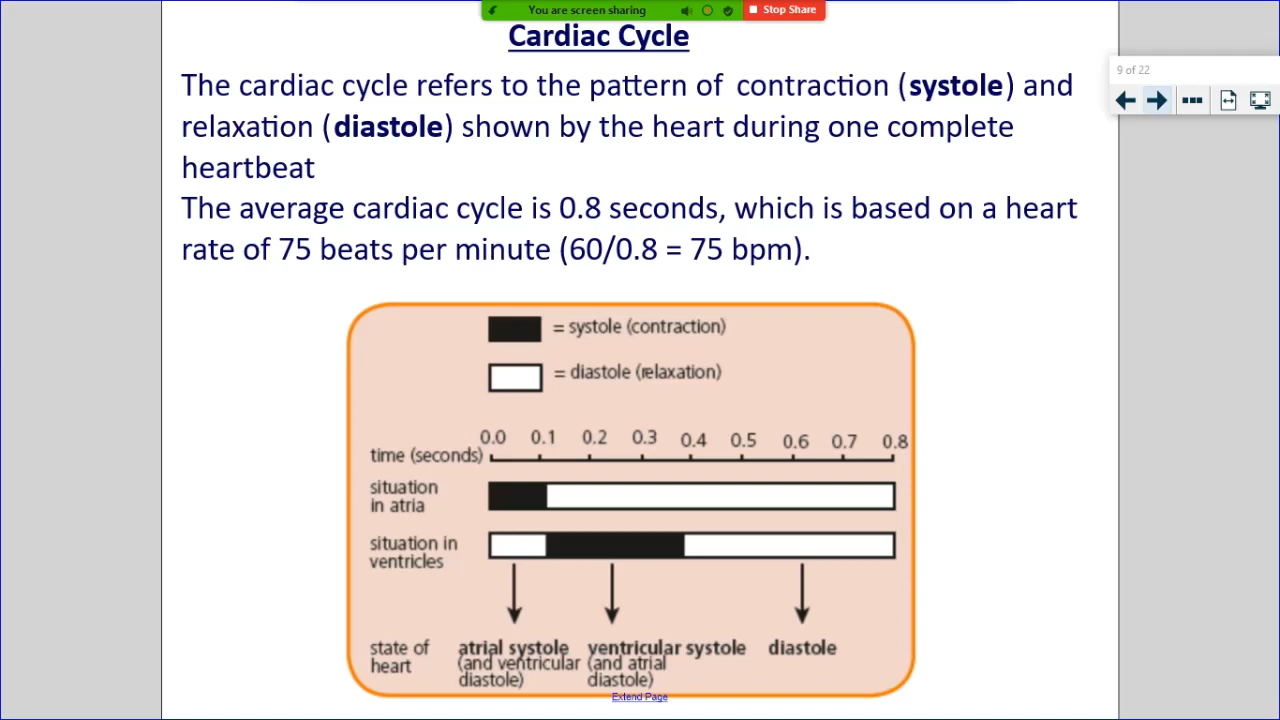 You are screen sharing
Stop Share
Cardiac Cycle
9 of 22
The cardiac cycle refers to the pattern of contraction (systole) and
relaxation (diastole) shown by the heart during one complete
heartbeat
The average cardiac cycle is 0.8 seconds, which is based on a heart
rate of 75 beats per minute (60/0.8 = 75 bpm).
= systole (contraction)
= diastole (relaxation)
0.0 0.1 0.2 0.3 0.4 0.5 0.6 0.7 0.8
time (seconds)
situation
in atria
situation in
ventricles
state of
heart
atrial systole
(and ventricular
diastole)
ventricular systole
(and atrial
diastole)
diastole
Extend Page